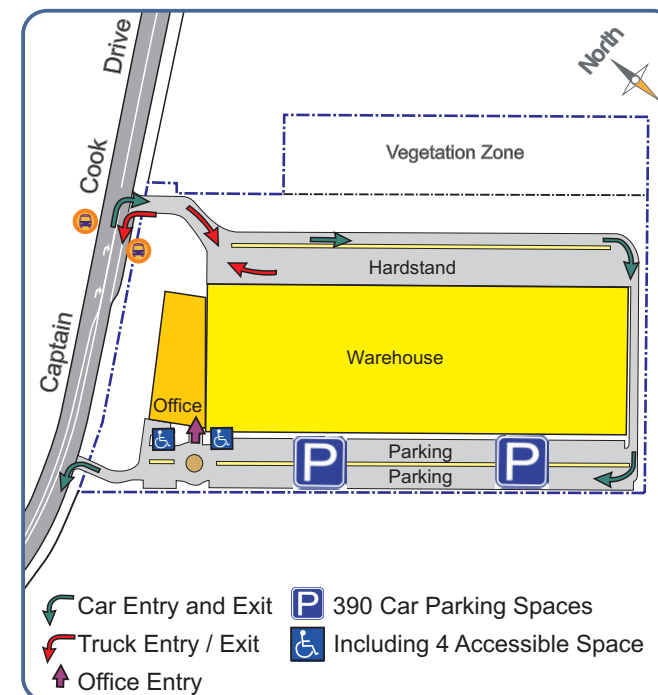 North
Captain Cook Drive
Vegetation Zone
Hardstand
Warehouse
Office
P
P
Parking
Parking
Car Entry and Exit
P 390 Car Parking Spaces
Truck Entry / Exit
Including 4 Accessible Space
Office Entry